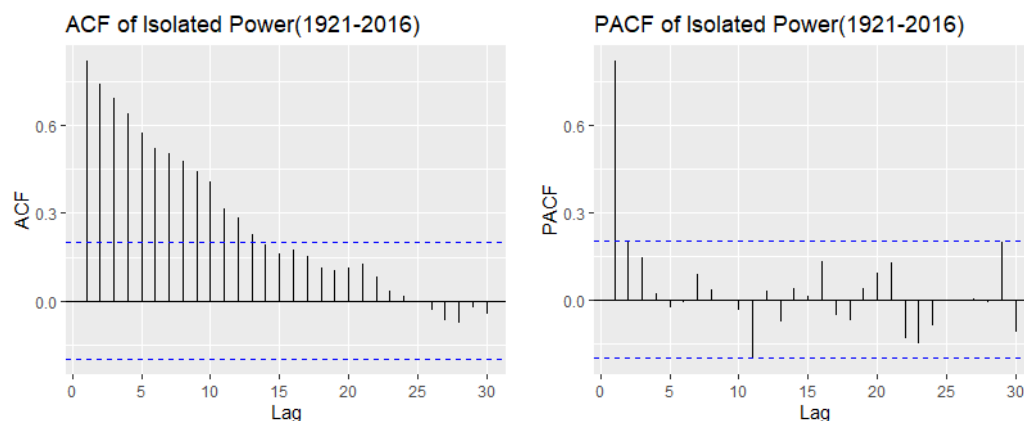 ACF of Isolated Power(1921-2016)
ACF
0.6
0.3
0.0
0 5 10 15 20 25 30
Lag
PACF of Isolated Power(1921-2016)
PACF
0.6
0.3
0.0
0 5 10 15 20 25 30
Lag